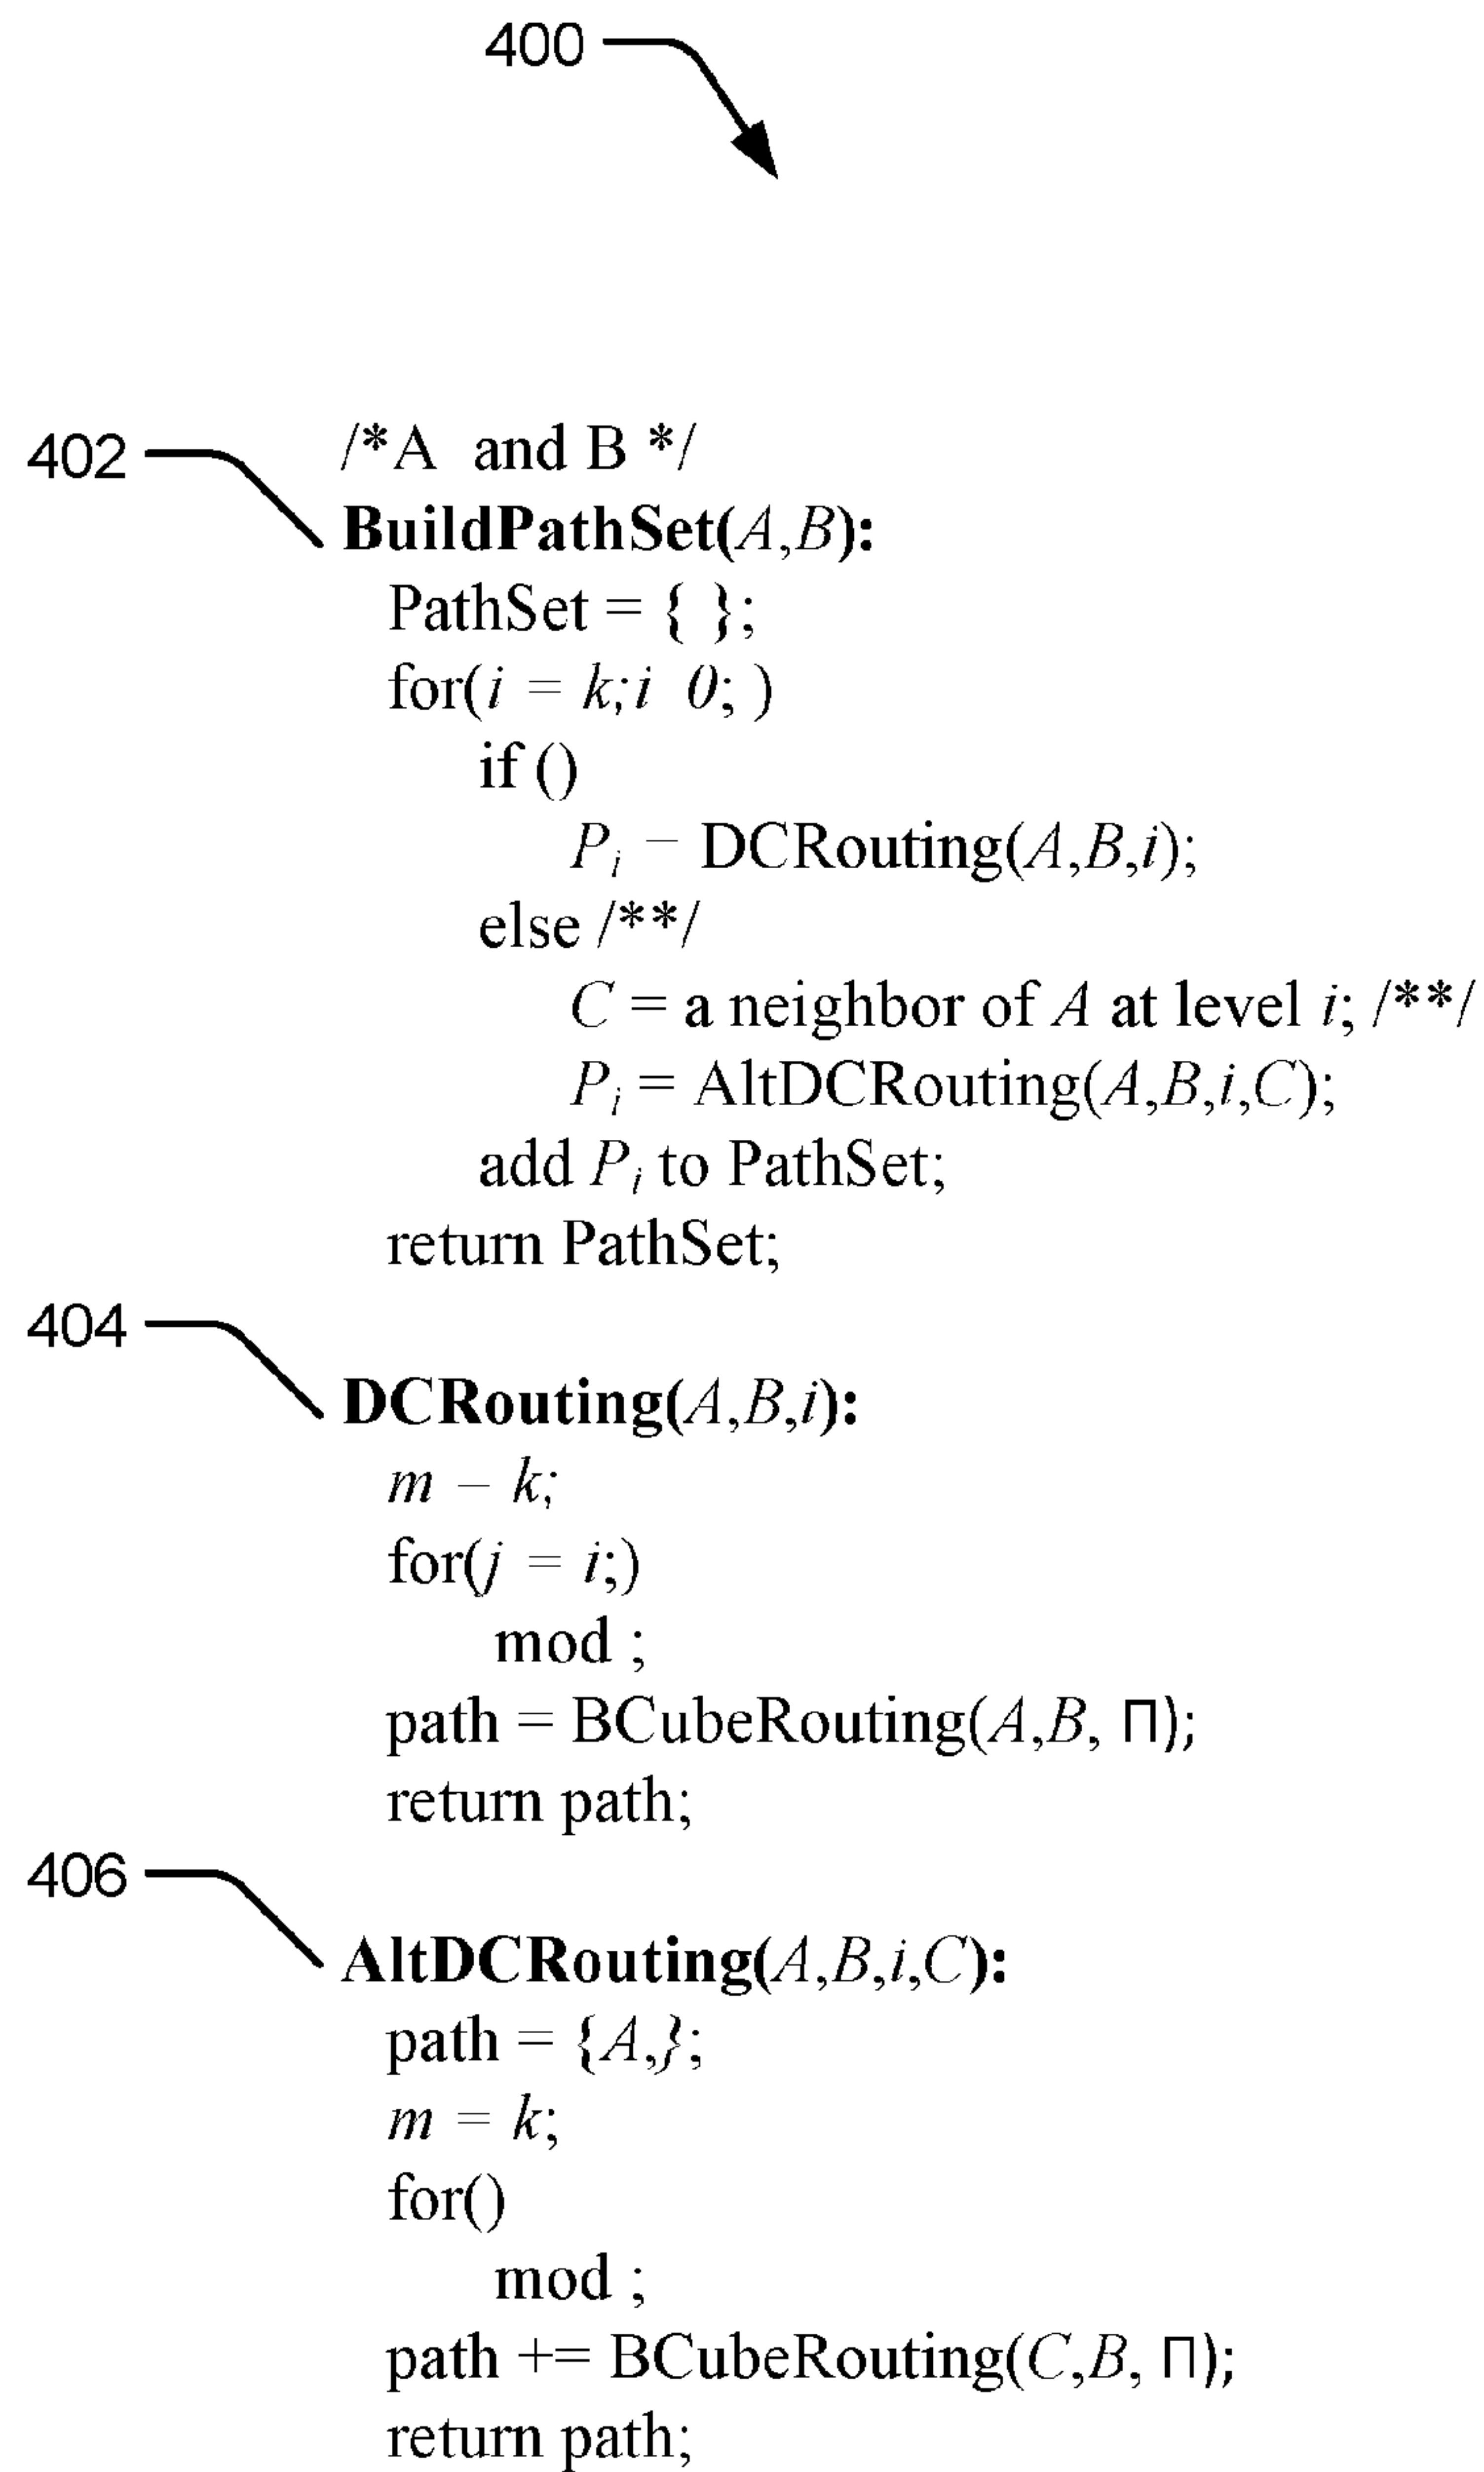 400
402
/*A and B */
BuildPathSet(A,B):
PathSet = { };
for(i = k;i 0; )
if ()
Pi − DCRouting(A,B,i);
else /**/
C = a neighbor of A at level i; /**/
Pi = AltDCRouting(A,B,i,C);
add Pi to PathSet;
return PathSet;
404
DCRouting(A,B,i):
m − k;
for(j = i;)
mod ;
path = BCubeRouting(A,B, Π);
return path;
406
AltDCRouting(A,B,i,C):
path = {A,};
m = k;
for()
mod ;
path += BCubeRouting(C,B, Π);
return path;